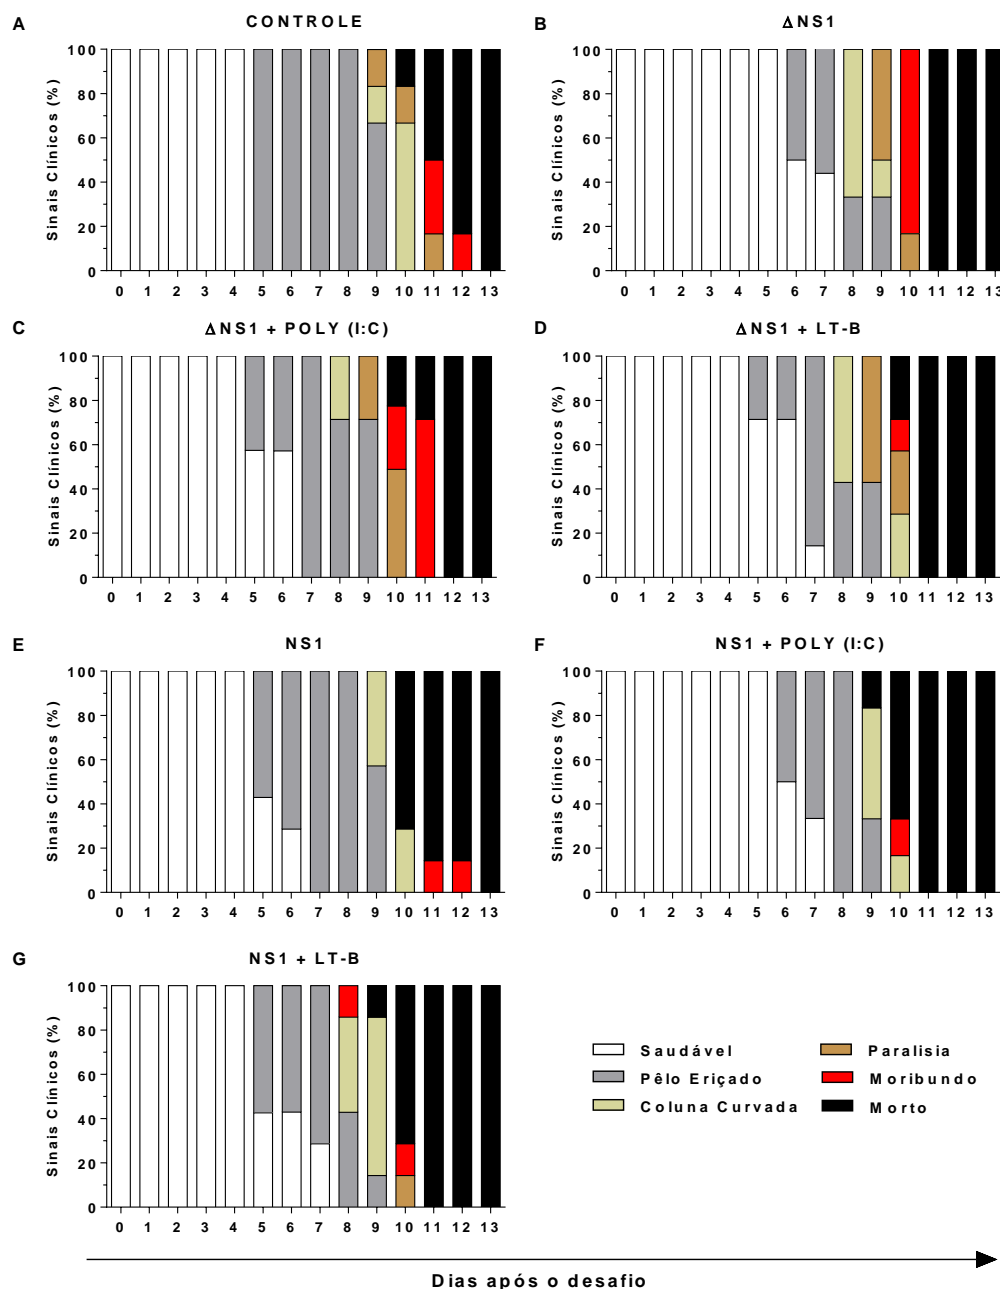 A
CONTROLE
Sinais Clínicos (%)
100
80
60
40
20
0
0 1 2 3 4 5 6 7 8 9 10 11 12 13
B
ΔNS1
Sinais Clínicos (%)
100
80
60
40
20
0
0 1 2 3 4 5 6 7 8 9 10 11 12 13
C
ΔNS1 + POLY (I:C)
Sinais Clínicos (%)
100
80
60
40
20
0
0 1 2 3 4 5 6 7 8 9 10 11 12 13
D
ΔNS1 + LT-B
Sinais Clínicos (%)
100
80
60
40
20
0
0 1 2 3 4 5 6 7 8 9 10 11 12 13
E
NS1
Sinais Clínicos (%)
100
80
60
40
20
0
0 1 2 3 4 5 6 7 8 9 10 11 12 13
F
NS1 + POLY (I:C)
Sinais Clínicos (%)
100
80
60
40
20
0
0 1 2 3 4 5 6 7 8 9 10 11 12 13
G
NS1 + LT-B
Sinais Clínicos (%)
100
80
60
40
20
0
0 1 2 3 4 5 6 7 8 9 10 11 12 13
Saudável
Pêlo Eriçado
Coluna Curvada
Paralisia
Moribundo
Morto
Dias após o desafio